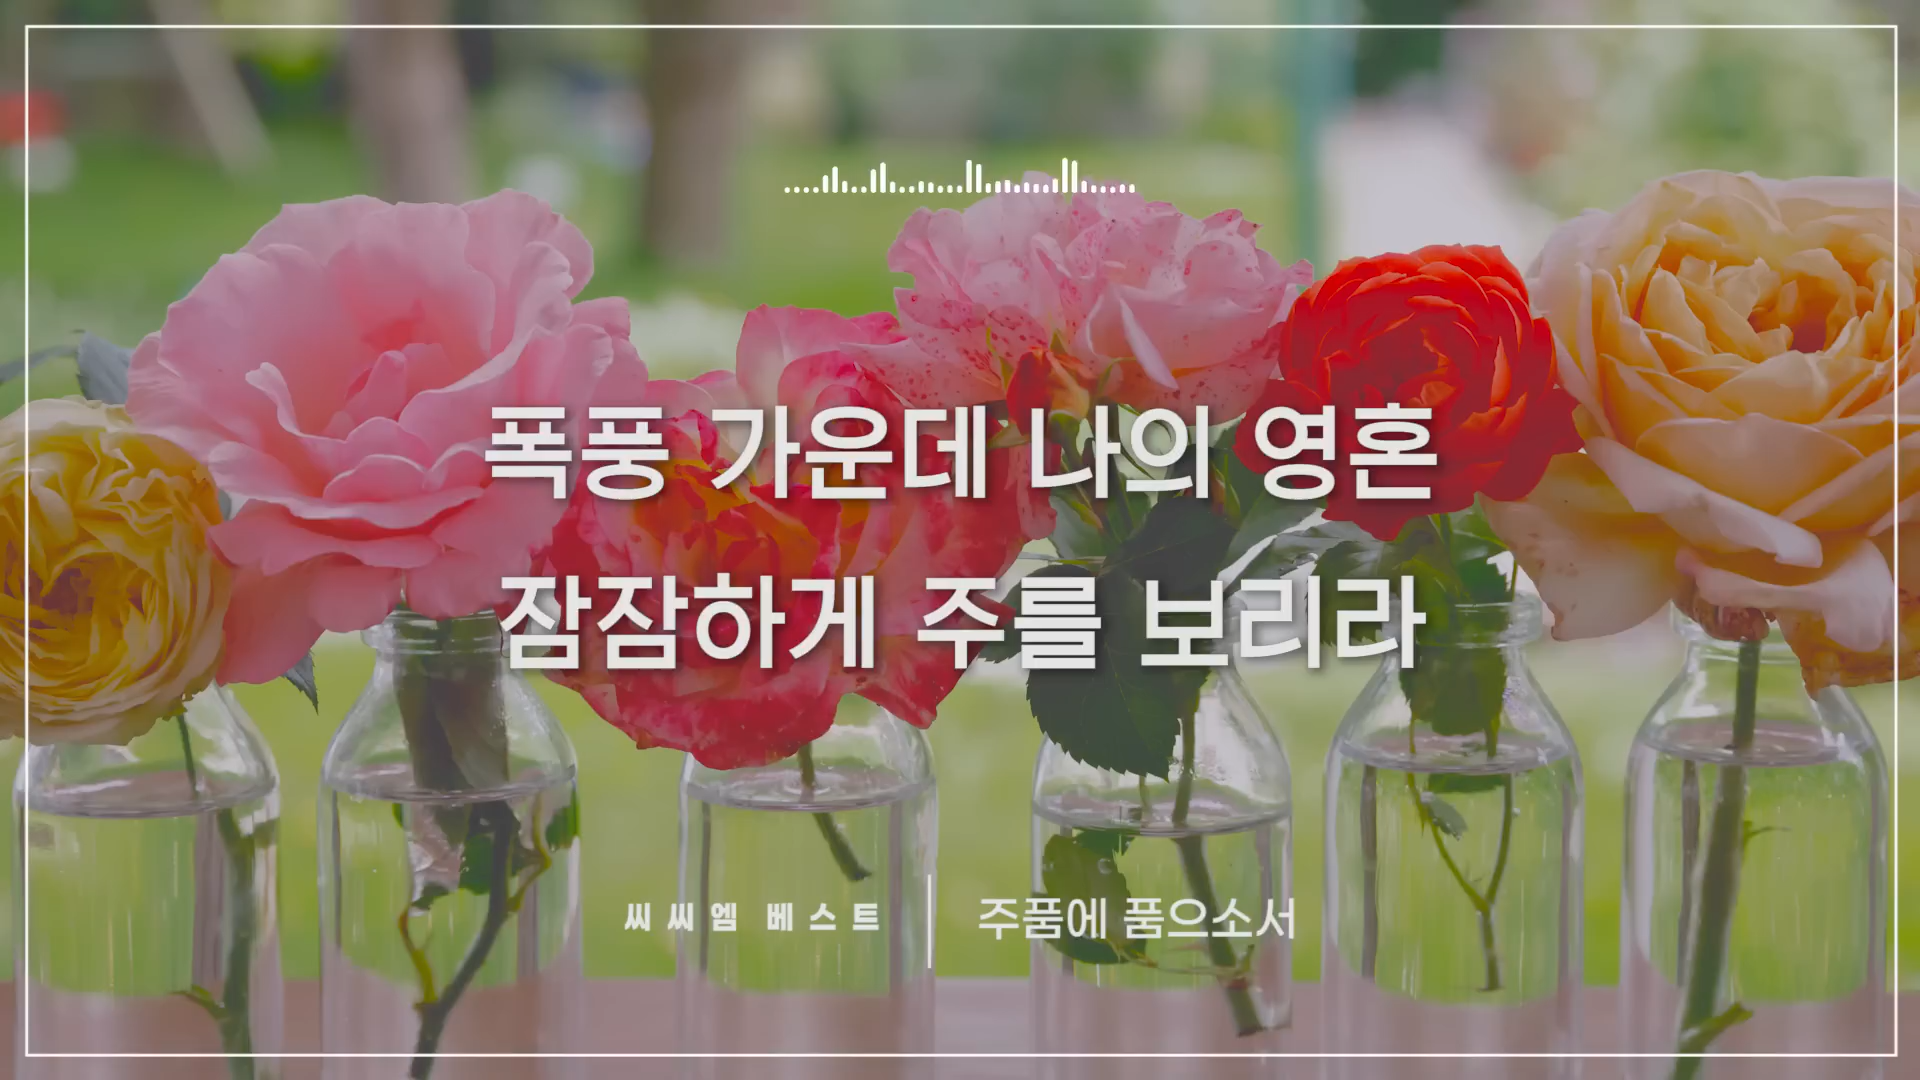 폭풍 가운데 나의 영혼
잠잠하게 주를 보리라
씨씨엠 베스트
주품에 품으소서